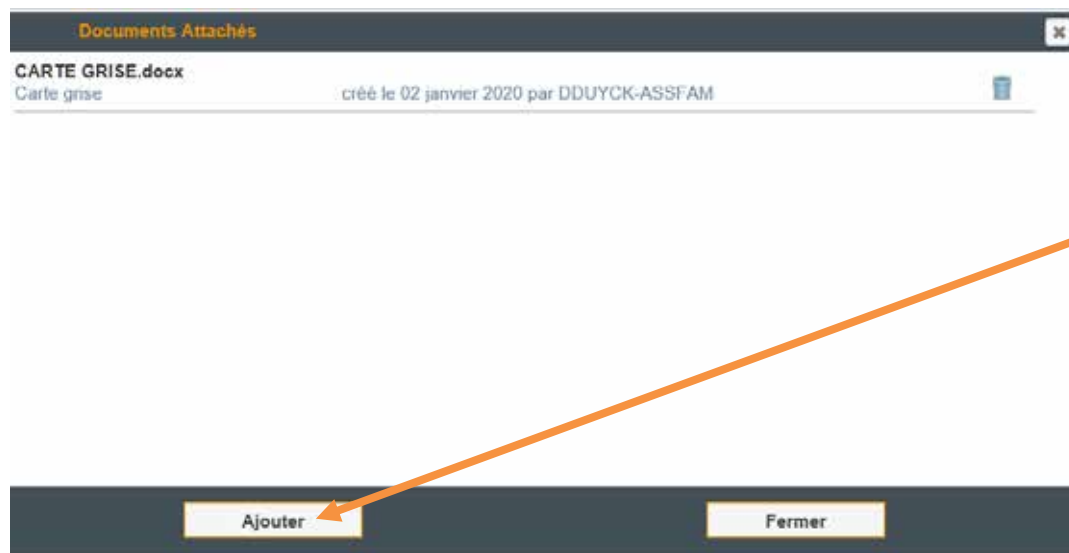 Documents Attachés
CARTE GRISE.docx
Carte grise créé le 02 janvier 2020 par DDUYCK-ASSFAM
Ajouter Fermer